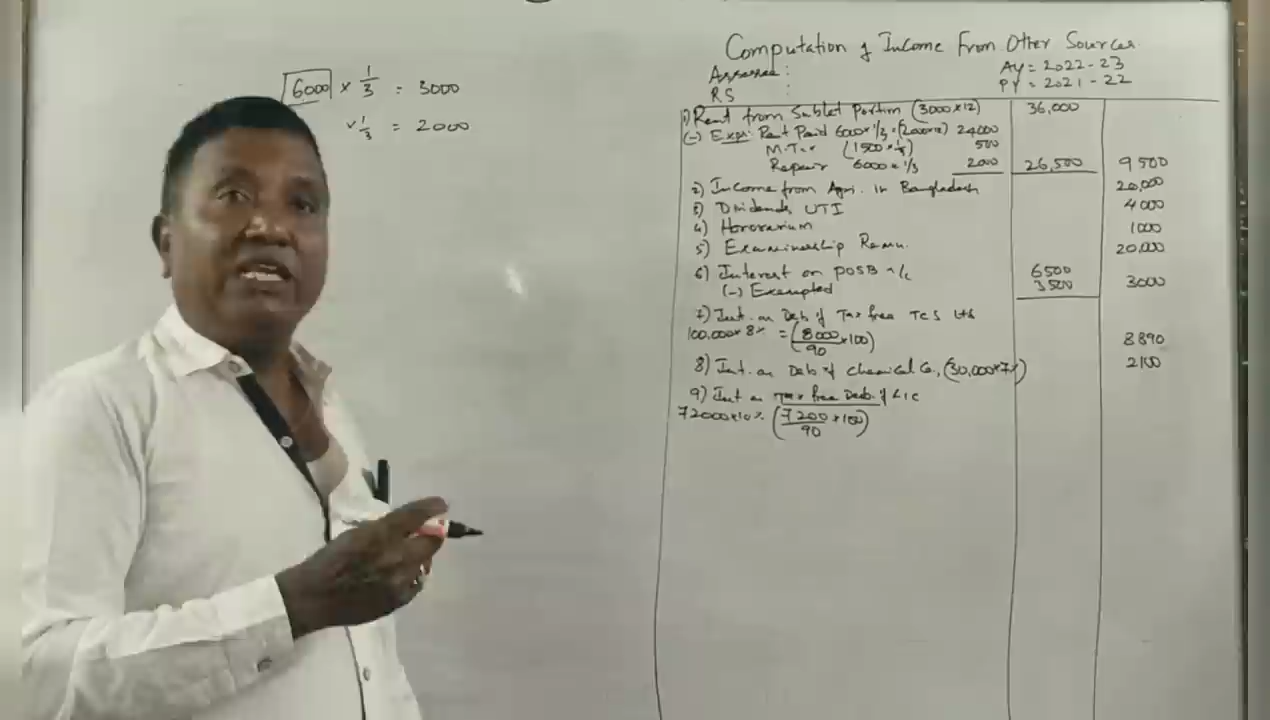 6000 × 1/3 = 3000
× 1/3 = 2000
Computation of Income From Other Sources.
Assessee :
AY = 2022-23
RS :
PY = 2021-22
1) Rent from Sublet Portion (3000 × 12) 36,000
(-) Exp: Rent Paid 6000 × 1/3 = (2000×12) 24000
M.Tax (1500 × 1/3) 500
Repair 6000 × 1/3 2000 26,500 9500
2) Income from Agri. in Bangladesh 20,000
3) Dividends UTI 4000
4) Honorarium 1000
5) Examinership Remu. 20,000
6) Interest on POSB A/c 6500
(-) Exempted 3500 3000
7) Int. on Deb of Tax free TCS Ltd
100,000×8% = (8000/90 × 100) 8890
8) Int. on Deb of Chemical Co, (30,000×7%) 2100
9) Int on Tax free Deb. of LIC
72000×10% (7200/90 × 100)